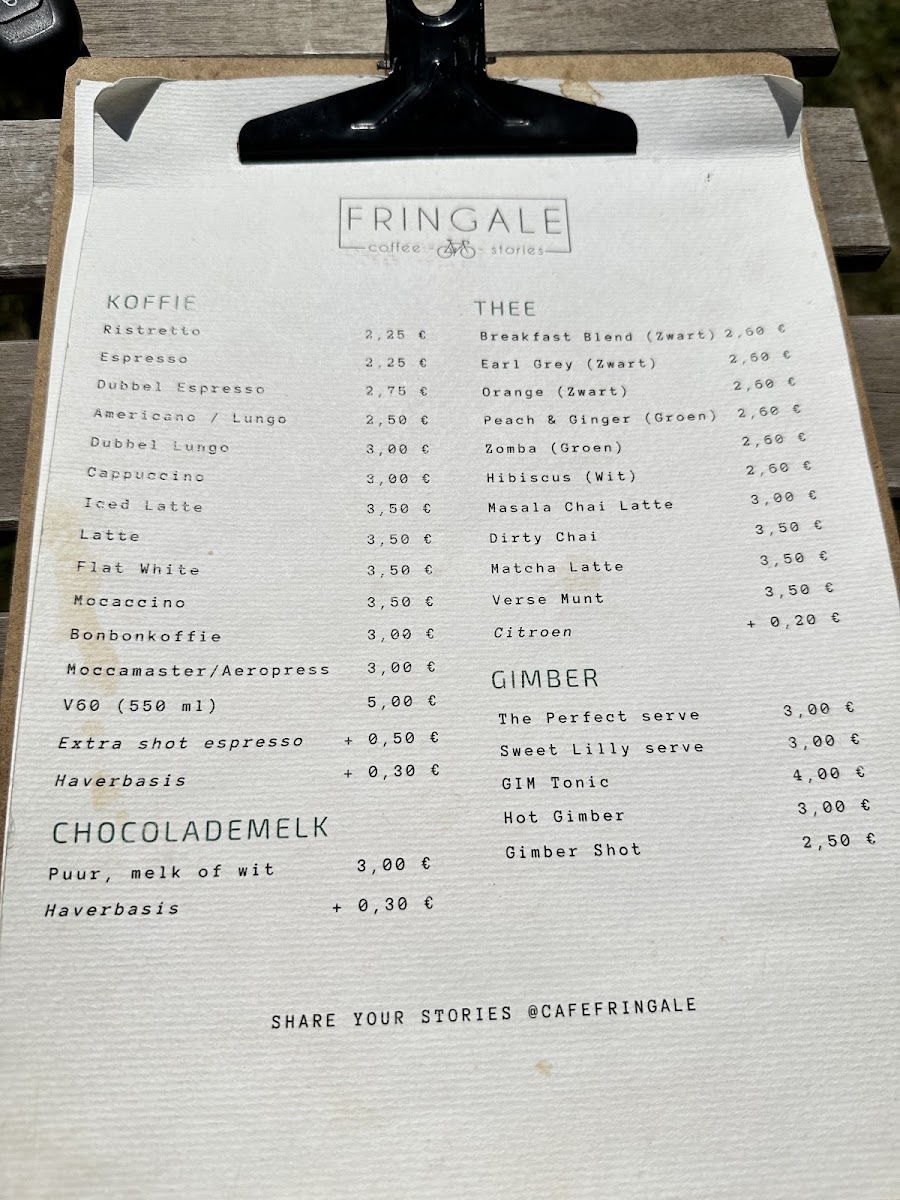 FRINGALE
coffee - stories
KOFFIE
Ristretto 2,25 €
Espresso 2,25 €
Dubbel Espresso 2,75 €
Americano / Lungo 2,50 €
Dubbel Lungo 3,00 €
Cappuccino 3,00 €
Iced Latte 3,50 €
Latte 3,50 €
Flat White 3,50 €
Mocaccino 3,50 €
Bonbonkoffie 3,00 €
Moccamaster/Aeropress 3,00 €
V60 (550 ml) 5,00 €
Extra shot espresso + 0,50 €
Haverbasis + 0,30 €
CHOCOLADEMELK
Puur, melk of wit 3,00 €
Haverbasis + 0,30 €
THEE
Breakfast Blend (Zwart) 2,60 €
Earl Grey (Zwart) 2,60 €
Orange (Zwart) 2,60 €
Peach & Ginger (Groen) 2,60 €
Zomba (Groen) 2,60 €
Hibiscus (Wit) 2,60 €
Masala Chai Latte 3,00 €
Dirty Chai 3,50 €
Matcha Latte 3,50 €
Verse Munt 3,50 €
Citroen + 0,20 €
GIMBER
The Perfect serve 3,00 €
Sweet Lilly serve 3,00 €
GIM Tonic 4,00 €
Hot Gimber 3,00 €
Gimber Shot 2,50 €
SHARE YOUR STORIES @CAFEFRINGALE